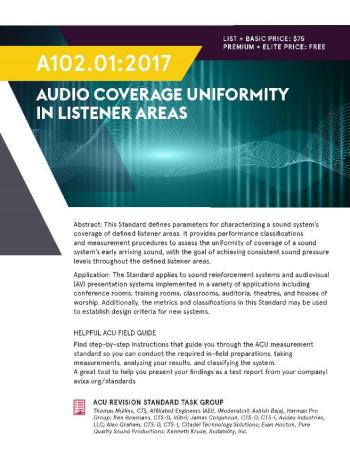 LIST + BASIC PRICE: $75
PREMIUM + ELITE PRICE: FREE
A102.01:2017
AUDIO COVERAGE UNIFORMITY
IN LISTENER AREAS
Abstract: This Standard defines parameters for characterizing a sound system's
coverage of defined listener areas. It provides performance classifications
and measurement procedures to assess the uniformity of coverage of a sound
system's early arriving sound, with the goal of achieving consistent sound pressure
levels throughout the defined listener areas.
Application: The Standard applies to sound reinforcement systems and audiovisual
(AV) presentation systems implemented in a variety of applications including
conference rooms, training rooms, classrooms, auditoria, theatres, and houses of
worship. Additionally, the metrics and classifications in this Standard may be used
to establish design criteria for new systems.
HELPFUL ACU FIELD GUIDE
Find step-by-step instructions that guide you through the ACU measurement
standard so you can conduct the required in-field preparations, taking
measurements, analyzing your results, and classifying the system.
A great tool to help you present your findings as a test report from your company!
avixa.org/standards
ACU REVISION STANDARD TASK GROUP
Thomas Mullins, CTS, Affiliated Engineers (AEI), (Moderator); Ashish Bajaj, Harman Pro
Group; Ben Boeshans, CTS-D, Idibri; James Colquhoun, CTS-D, CTS-I, Avidex Industries,
LLC; Alec Graham, CTS-D, CTS-I, Citadel Technology Solutions; Evan Hooton, Pure
Quality Sound Productions; Kenneth Kruse, Audability, Inc.